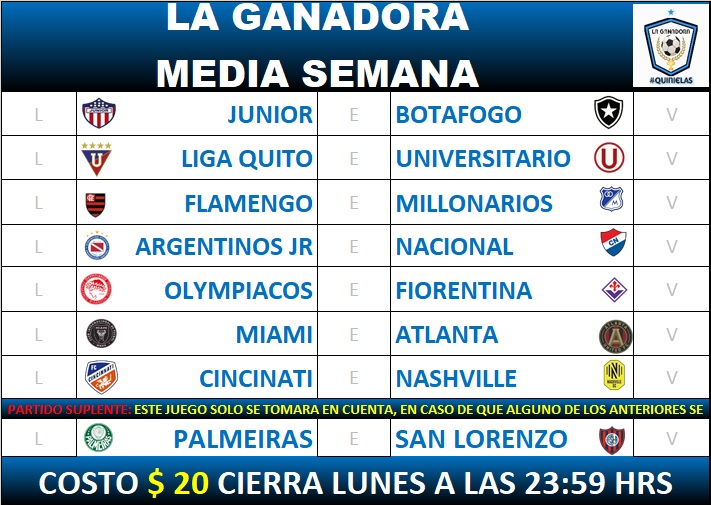 LA GANADORA
MEDIA SEMANA
LA GANADORA
#QUINIELAS
L JUNIOR E BOTAFOGO V
L LIGA QUITO E UNIVERSITARIO V
L FLAMENGO E MILLONARIOS V
L ARGENTINOS JR E NACIONAL V
L OLYMPIACOS E FIORENTINA V
L MIAMI E ATLANTA V
L CINCINATI E NASHVILLE V
PARTIDO SUPLENTE: ESTE JUEGO SOLO SE TOMARA EN CUENTA, EN CASO DE QUE ALGUNO DE LOS ANTERIORES SE
L PALMEIRAS E SAN LORENZO V
COSTO $ 20 CIERRA LUNES A LAS 23:59 HRS